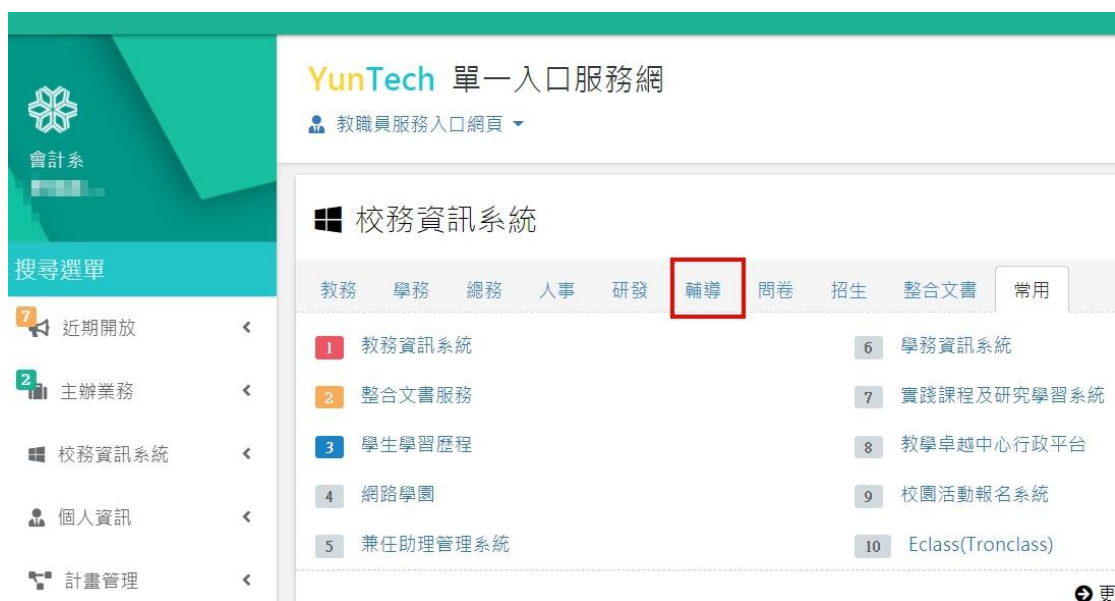 YunTech 單一入口服務網
教職員服務入口網頁
會計系
校務資訊系統
搜尋選單
教務 學務 總務 人事 研發 輔導 問卷 招生 整合文書 常用
7 近期開放
2 主辦業務
校務資訊系統
個人資訊
計畫管理
1 教務資訊系統
2 整合文書服務
3 學生學習歷程
4 網路學園
5 兼任助理管理系統
6 學務資訊系統
7 實踐課程及研究學習系統
8 教學卓越中心行政平台
9 校園活動報名系統
10 Eclass(Tronclass)